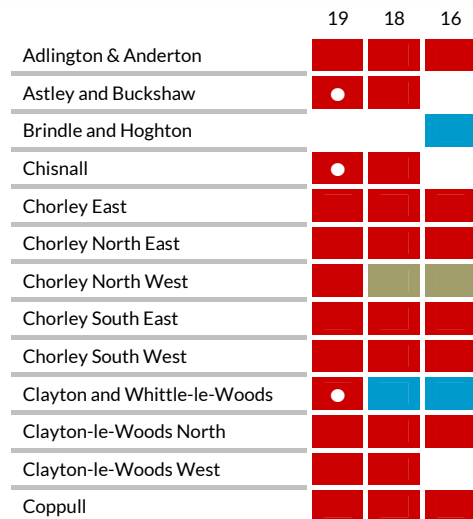 19 18 16
Adlington & Anderton
Astley and Buckshaw
Brindle and Hoghton
Chisnall
Chorley East
Chorley North East
Chorley North West
Chorley South East
Chorley South West
Clayton and Whittle-le-Woods
Clayton-le-Woods North
Clayton-le-Woods West
Coppull